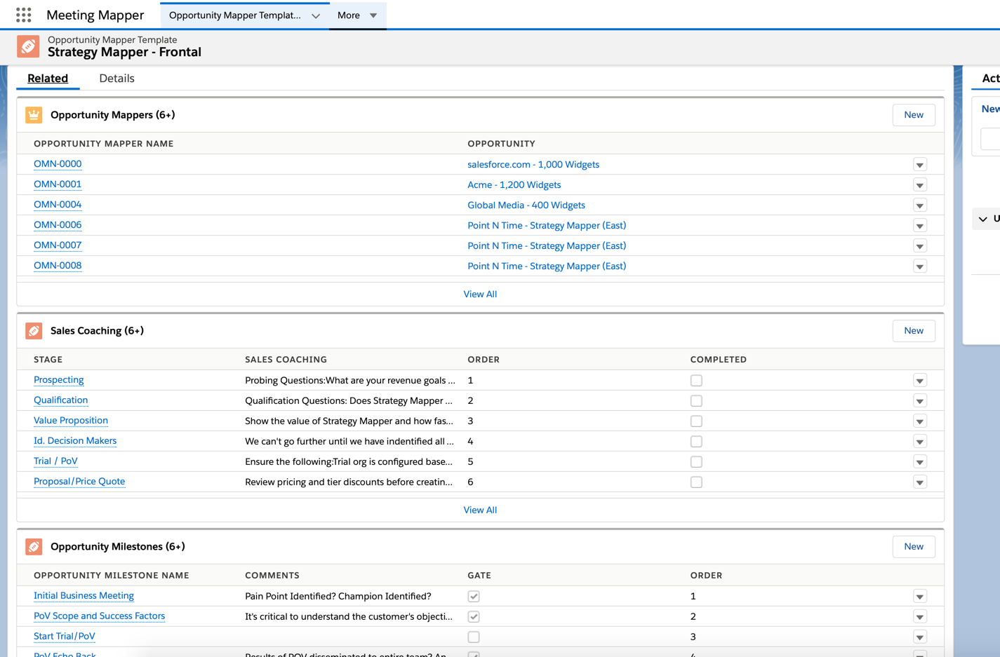 Meeting Mapper
Opportunity Mapper Templat...
More
Opportunity Mapper Template
Strategy Mapper - Frontal
Related Details
Opportunity Mappers (6+) New
OPPORTUNITY MAPPER NAME OPPORTUNITY
OMN-0000 salesforce.com - 1,000 Widgets
OMN-0001 Acme - 1,200 Widgets
OMN-0004 Global Media - 400 Widgets
OMN-0006 Point N Time - Strategy Mapper (East)
OMN-0007 Point N Time - Strategy Mapper (East)
OMN-0008 Point N Time - Strategy Mapper (East)
View All
Sales Coaching (6+) New
STAGE SALES COACHING ORDER COMPLETED
Prospecting Probing Questions:What are your revenue goals ... 1
Qualification Qualification Questions: Does Strategy Mapper ... 2
Value Proposition Show the value of Strategy Mapper and how fas... 3
Id. Decision Makers We can't go further until we have indentified all ... 4
Trial / PoV Ensure the following:Trial org is configured base... 5
Proposal/Price Quote Review pricing and tier discounts before creatin... 6
View All
Opportunity Milestones (6+) New
OPPORTUNITY MILESTONE NAME COMMENTS GATE ORDER
Initial Business Meeting Pain Point Identified? Champion Identified? 1
PoV Scope and Success Factors It's critical to understand the customer's objecti... 2
Start Trial/PoV 3
PoV Echo Back Results of POV disseminated to entire team? An 4
Act
New
U